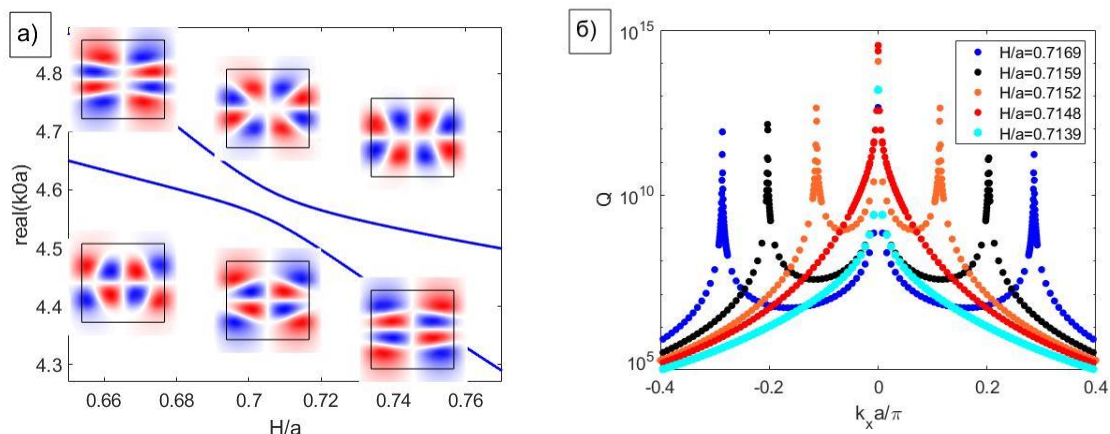 а)
real(k0a)
4.8
4.7
4.6
4.5
4.4
4.3
0.66 0.68 0.7 0.72 0.74 0.76
H/a
б)
Q
10^15
10^10
10^5
H/a=0.7169
H/a=0.7159
H/a=0.7152
H/a=0.7148
H/a=0.7139
-0.4 -0.2 0 0.2 0.4
k_x a/π